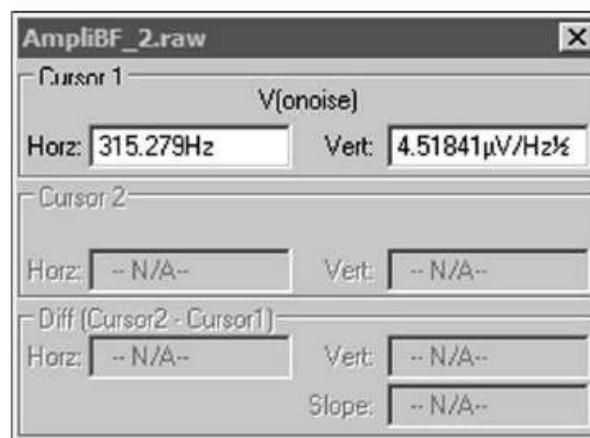 AmpliBF_2.raw
Cursor 1
V(onoise)
Horz: 315.279Hz Vert: 4.51841µV/Hz½
Cursor 2
Horz: -- N/A-- Vert: -- N/A--
Diff (Cursor2 - Cursor1)
Horz: -- N/A-- Vert: -- N/A--
Slope: -- N/A--